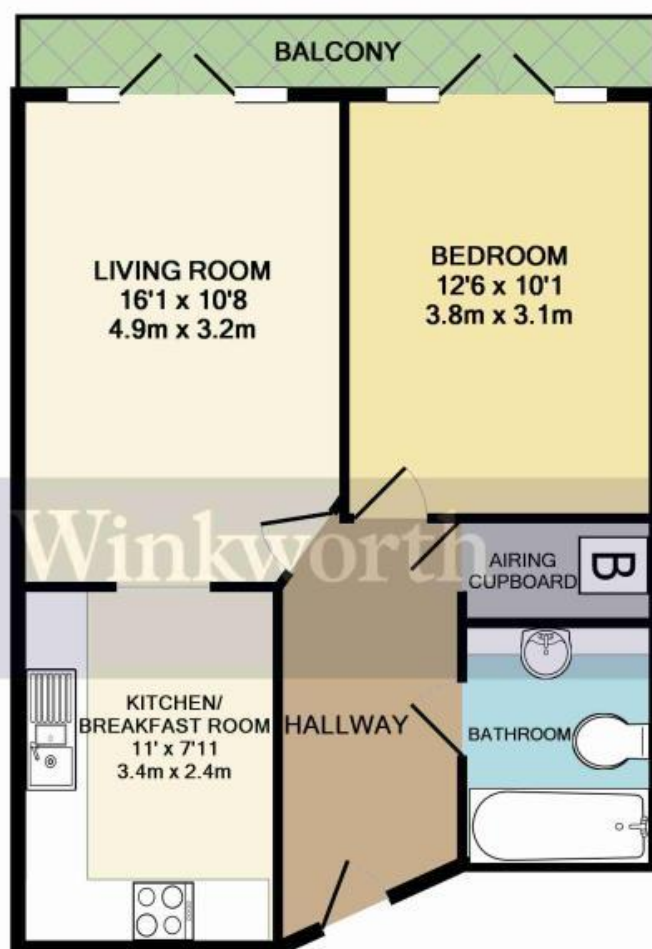 BALCONY
LIVING ROOM
16'1 x 10'8
4.9m x 3.2m
BEDROOM
12'6 x 10'1
3.8m x 3.1m
Winkworth
AIRING
CUPBOARD
B
KITCHEN/
BREAKFAST ROOM
11' x 7'11
3.4m x 2.4m
HALLWAY
BATHROOM